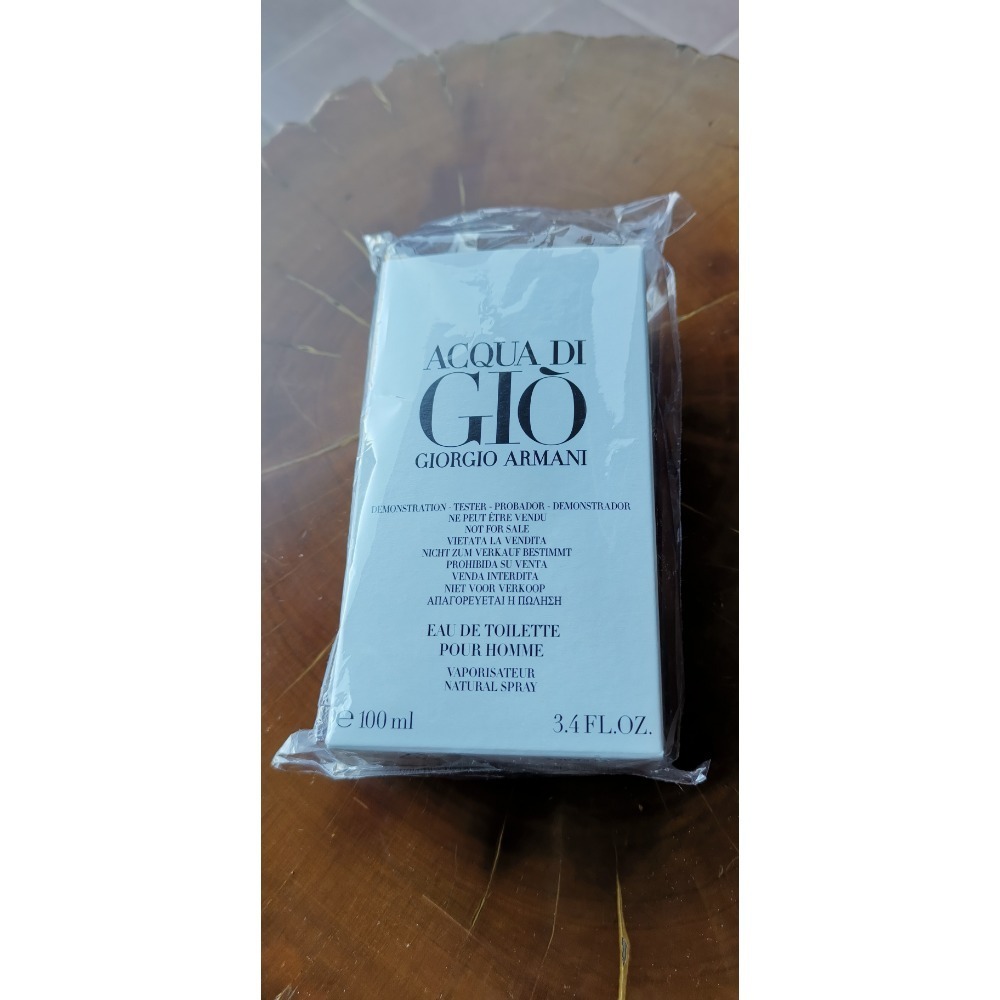 ACQUA DI
GIÒ
GIORGIO ARMANI
DEMONSTRATION - TESTER - PROBADOR - DEMONSTRADOR
NE PEUT ÊTRE VENDU
NOT FOR SALE
VIETATA LA VENDITA
NICHT ZUM VERKAUF BESTIMMT
PROHIBIDA SU VENTA
VENDA INTERDITA
NIET VOOR VERKOOP
ΑΠΑΓΟΡΕΥΕΤΑΙ Η ΠΩΛΗΣΗ
EAU DE TOILETTE
POUR HOMME
VAPORISATEUR
NATURAL SPRAY
℮ 100 ml 3.4 FL.OZ.